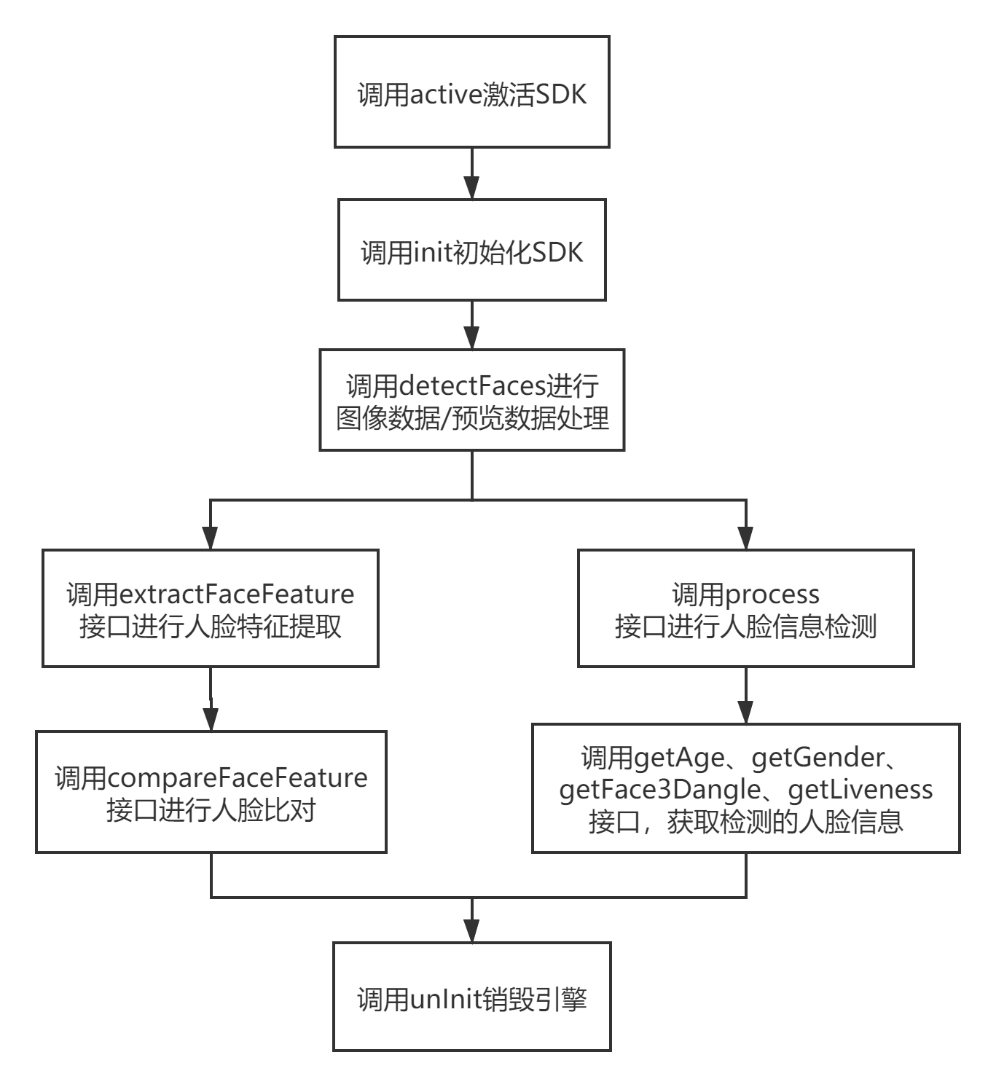 调用active激活SDK
调用init初始化SDK
调用detectFaces进行
图像数据/预览数据处理
调用extractFaceFeature
接口进行人脸特征提取
调用process
接口进行人脸信息检测
调用compareFaceFeature
接口进行人脸比对
调用getAge、getGender、
getFace3Dangle、getLiveness
接口，获取检测的人脸信息
调用unInit销毁引擎